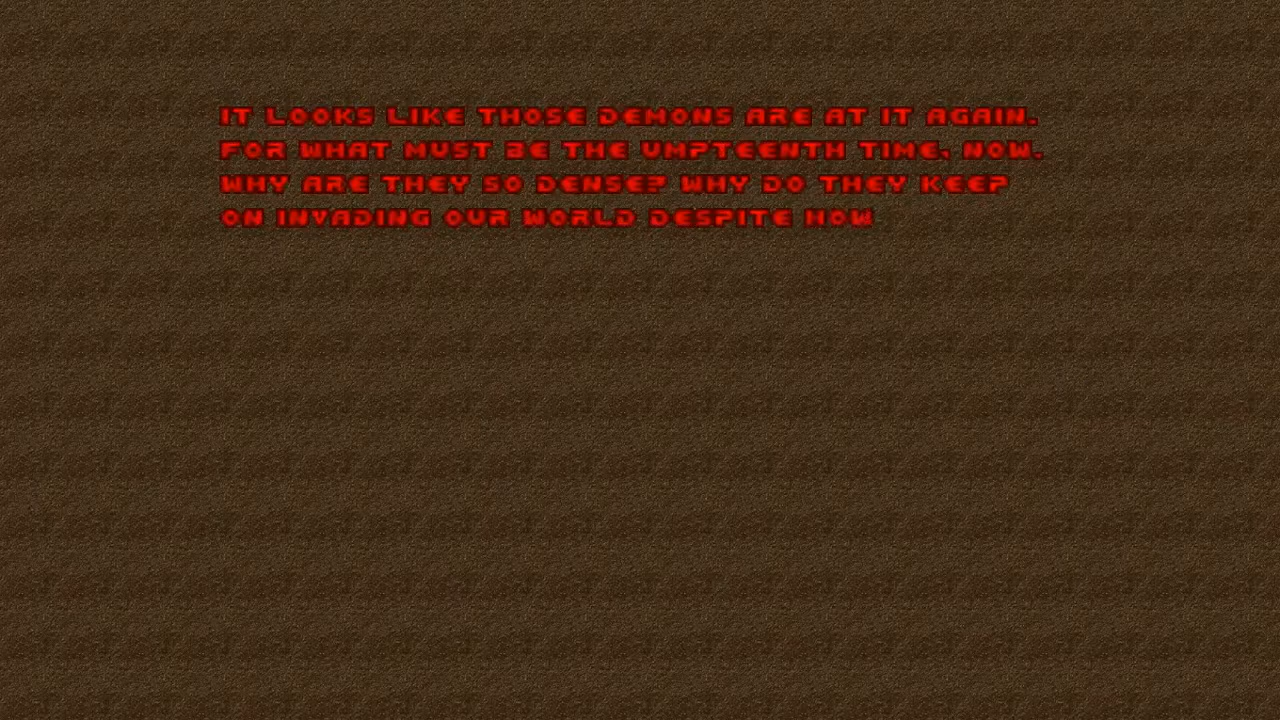 IT LOOKS LIKE THOSE DEMONS ARE AT IT AGAIN.
FOR WHAT MUST BE THE UMPTEENTH TIME, NOW.
WHY ARE THEY SO DENSE? WHY DO THEY KEEP
ON INVADING OUR WORLD DESPITE HOW